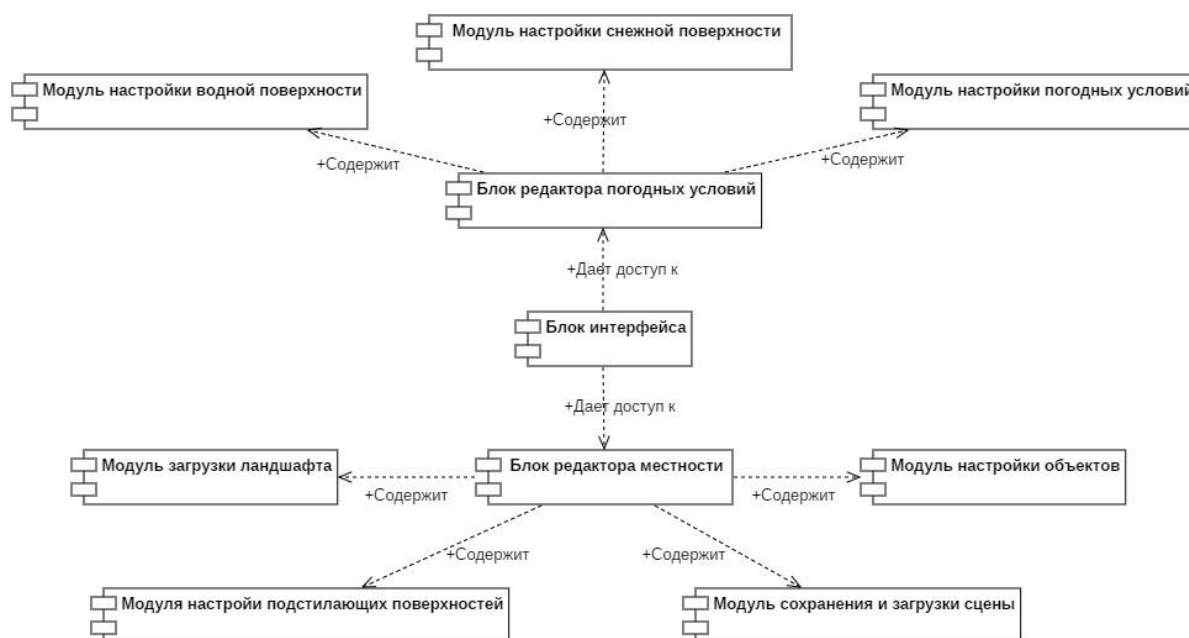 Модуль настройки снежной поверхности
Модуль настройки водной поверхности
Модуль настройки погодных условий
+Содержит
+Содержит
+Содержит
Блок редактора погодных условий
+Дает доступ к
Блок интерфейса
+Дает доступ к
Модуль загрузки ландшафта
Блок редактора местности
Модуль настройки объектов
+Содержит
+Содержит
+Содержит
+Содержит
Модуля настройи подстилающих поверхностей
Модуль сохранения и загрузки сцены